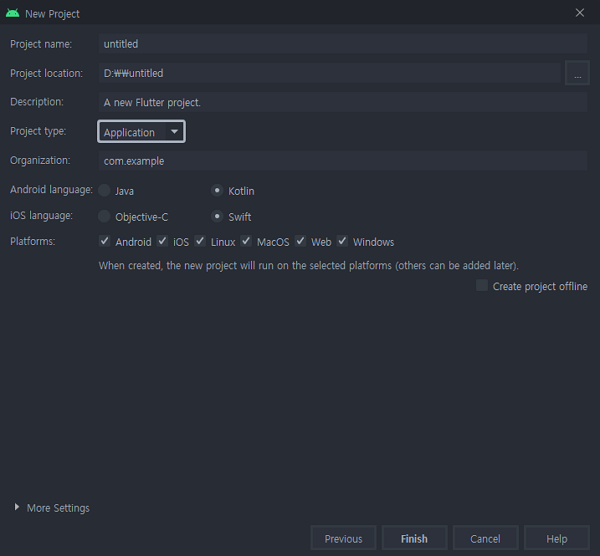 New Project
Project name: untitled
Project location: D:₩₩untitled ...
Description: A new Flutter project.
Project type: Application
Organization: com.example
Android language: Java Kotlin
iOS language: Objective-C Swift
Platforms: Android iOS Linux MacOS Web Windows
When created, the new project will run on the selected platforms (others can be added later).
Create project offline
More Settings
Previous Finish Cancel Help